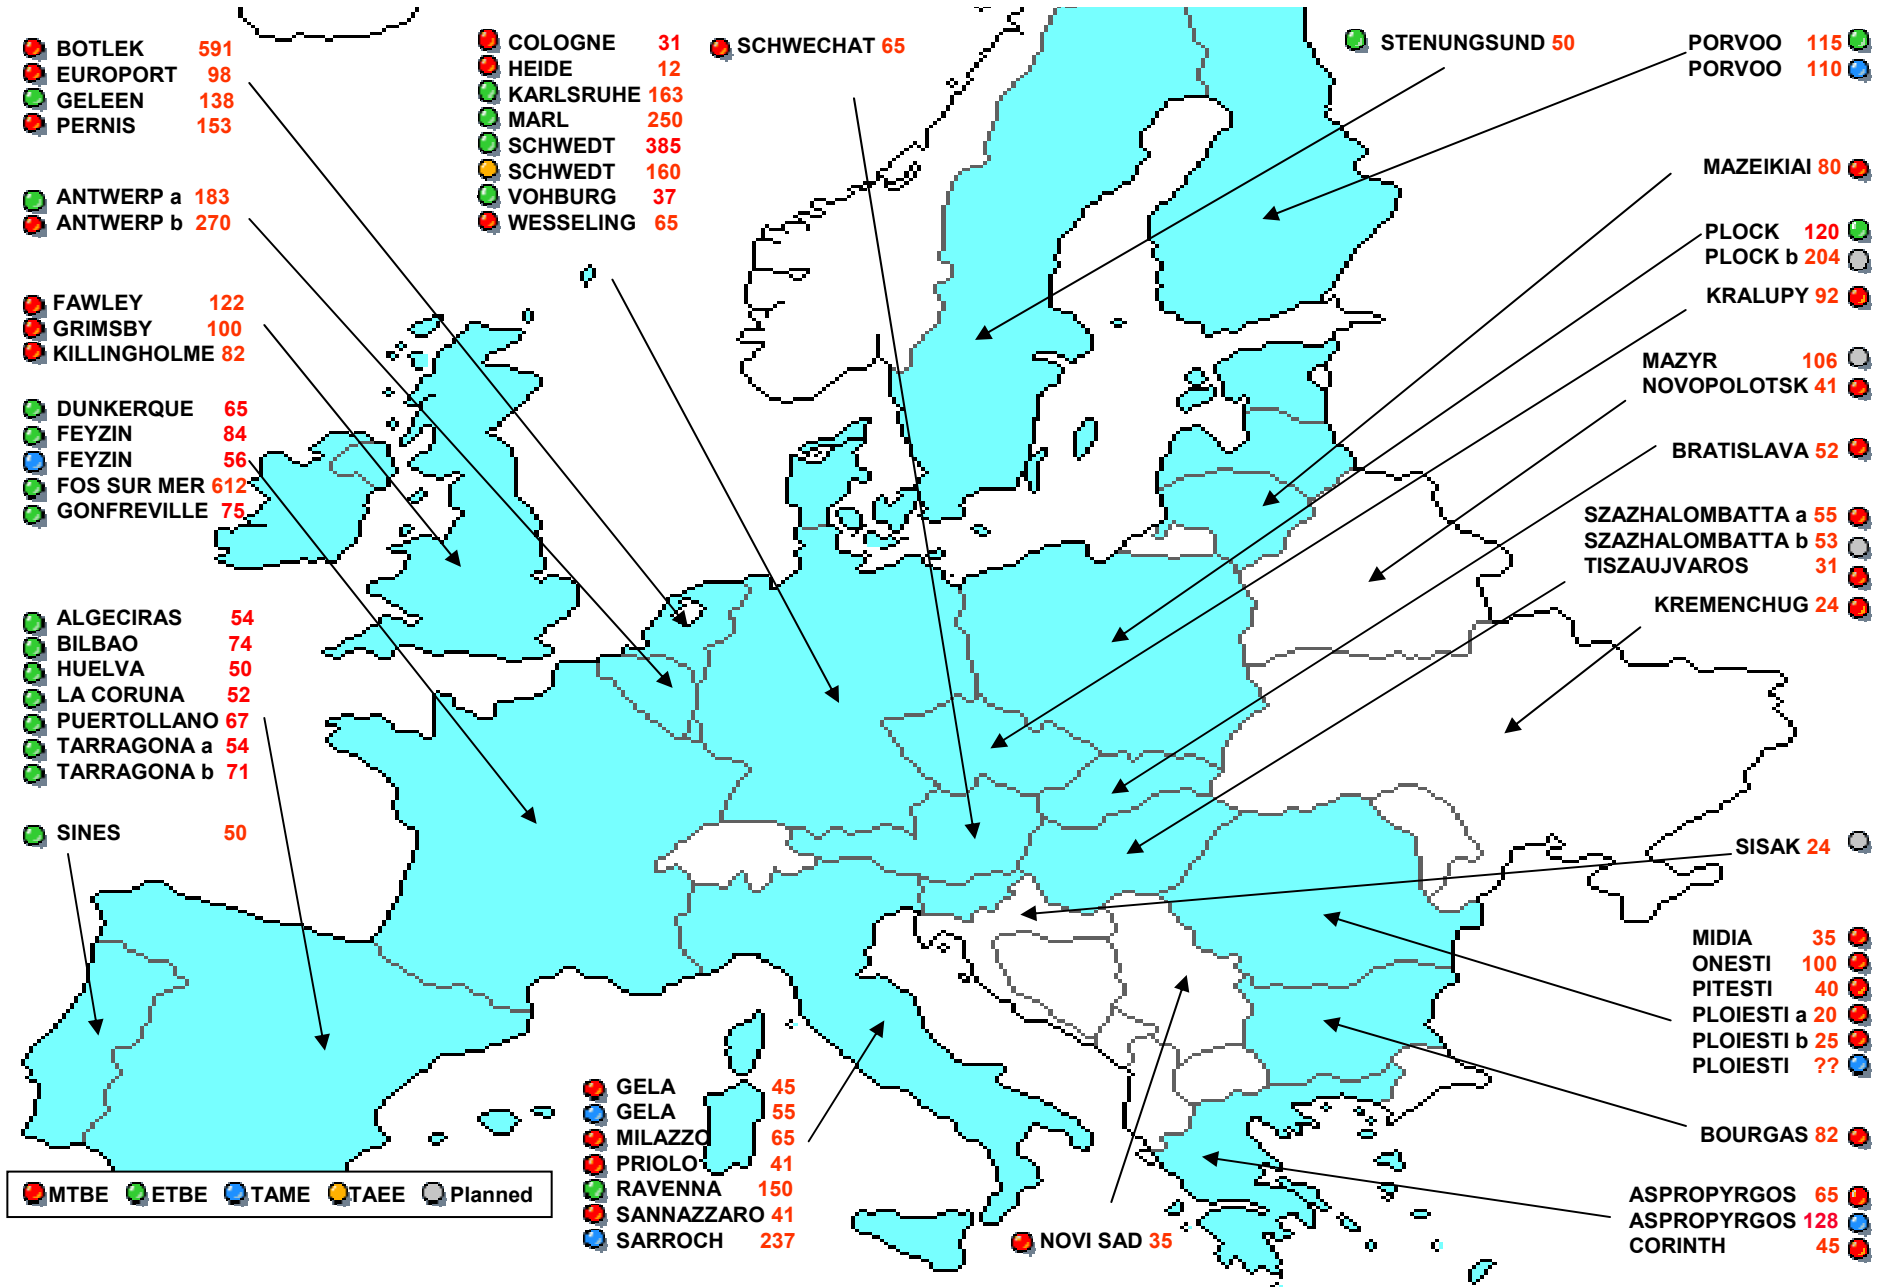 BOTLEK 591
EUROPORT 98
GELEEN 138
PERNIS 153
ANTWERP a 183
ANTWERP b 270
FAWLEY 122
GRIMSBY 100
KILLINGHOLME 82
DUNKERQUE 65
FEYZIN 84
FEYZIN 56
FOS SUR MER 612
GONFREVILLE 75
ALGECIRAS 54
BILBAO 74
HUELVA 50
LA CORUNA 52
PUERTOLLANO 67
TARRAGONA a 54
TARRAGONA b 71
SINES 50
COLOGNE 31
HEIDE 12
KARLSRUHE 163
MARL 250
SCHWEDT 385
SCHWEDT 160
VOHBURG 37
WESSELING 65
SCHWECHAT 65
STENUNGSUND 50
PORVOO 115
PORVOO 110
MAZEIKIAI 80
PLOCK 120
PLOCK b 204
KRALUPY 92
MAZYR 106
NOVOPOLOTSK 41
BRATISLAVA 52
SZAZHALOMBATTA a 55
SZAZHALOMBATTA b 53
TISZAUJVAROS 31
KREMENCHUG 24
SISAK 24
MIDIA 35
ONESTI 100
PITESTI 40
PLOIESTI a 20
PLOIESTI b 25
PLOIESTI ??
BOURGAS 82
ASPROPYRGOS 65
ASPROPYRGOS 128
CORINTH 45
GELA 45
GELA 55
MILAZZO 65
PRIOLO 41
RAVENNA 150
SANNAZZARO 41
SARROCH 237
NOVI SAD 35
MTBE ETBE TAME TAEE Planned